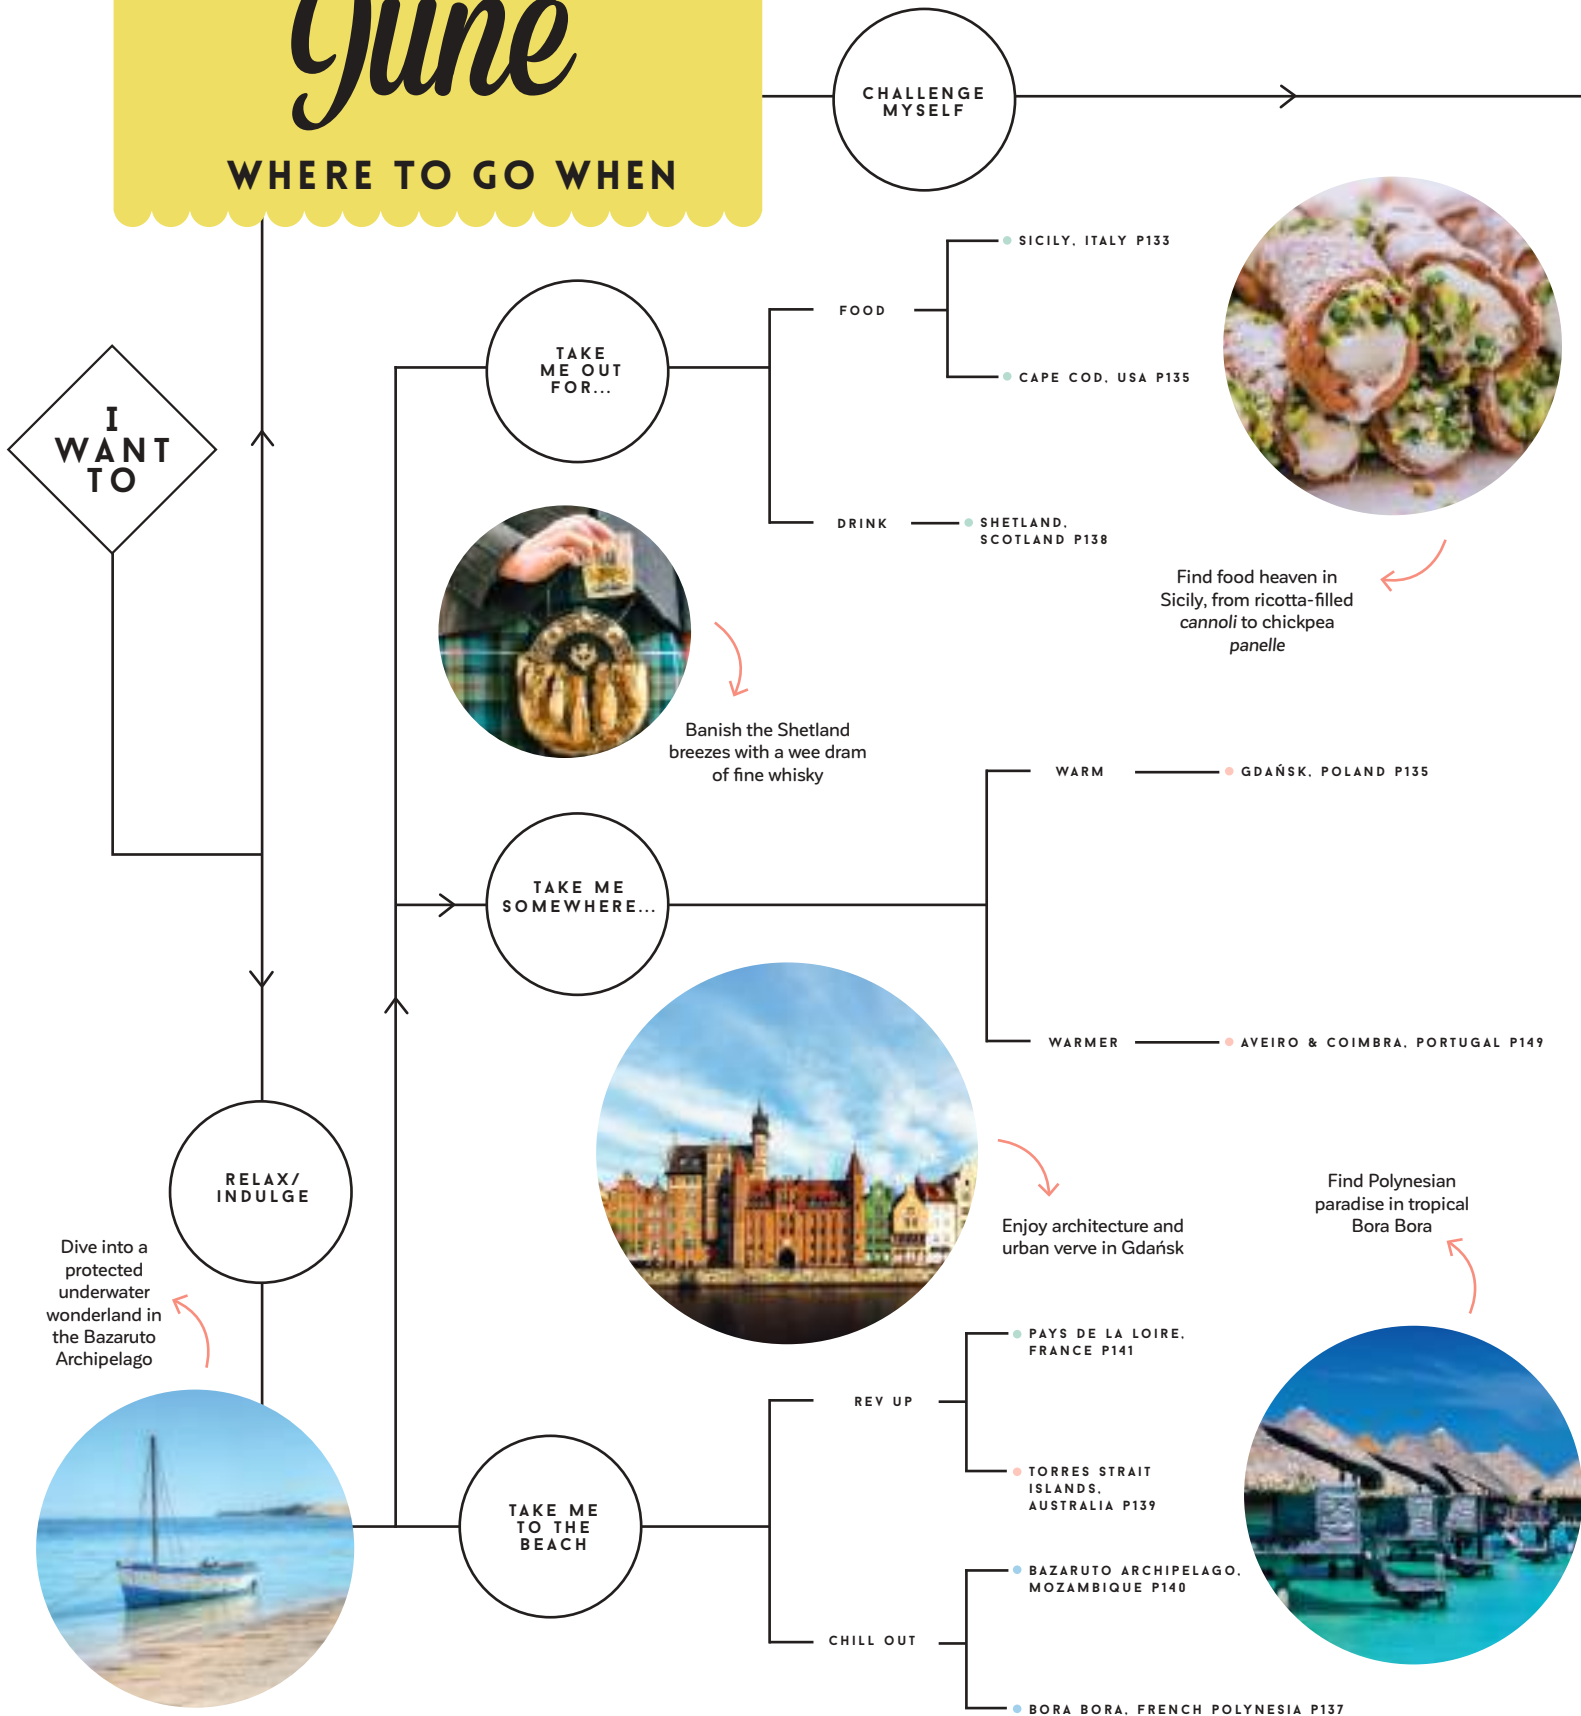 June
WHERE TO GO WHEN
CHALLENGE
MYSELF
I
WANT
TO
TAKE
ME OUT
FOR...
FOOD
SICILY, ITALY P133
CAPE COD, USA P135
DRINK
SHETLAND,
SCOTLAND P138
Find food heaven in
Sicily, from ricotta-filled
cannoli to chickpea
panelle
Banish the Shetland
breezes with a wee dram
of fine whisky
TAKE ME
SOMEWHERE...
WARM
GDAŃSK, POLAND P135
WARMER
AVEIRO & COIMBRA, PORTUGAL P149
RELAX/
INDULGE
Enjoy architecture and
urban verve in Gdańsk
Find Polynesian
paradise in tropical
Bora Bora
Dive into a
protected
underwater
wonderland in
the Bazaruto
Archipelago
TAKE ME
TO THE
BEACH
REV UP
PAYS DE LA LOIRE,
FRANCE P141
TORRES STRAIT
ISLANDS,
AUSTRALIA P139
CHILL OUT
BAZARUTO ARCHIPELAGO,
MOZAMBIQUE P140
BORA BORA, FRENCH POLYNESIA P137